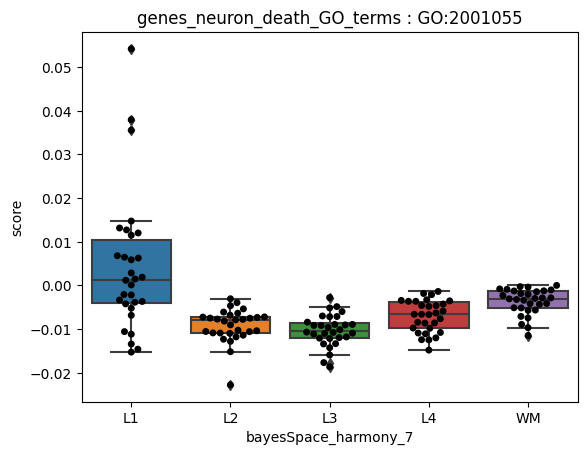 genes_neuron_death_GO_terms : GO:2001055
0.05
0.04
0.03
0.02
0.01
0.00
−0.01
−0.02
score
L1 L2 L3 L4 WM
bayesSpace_harmony_7